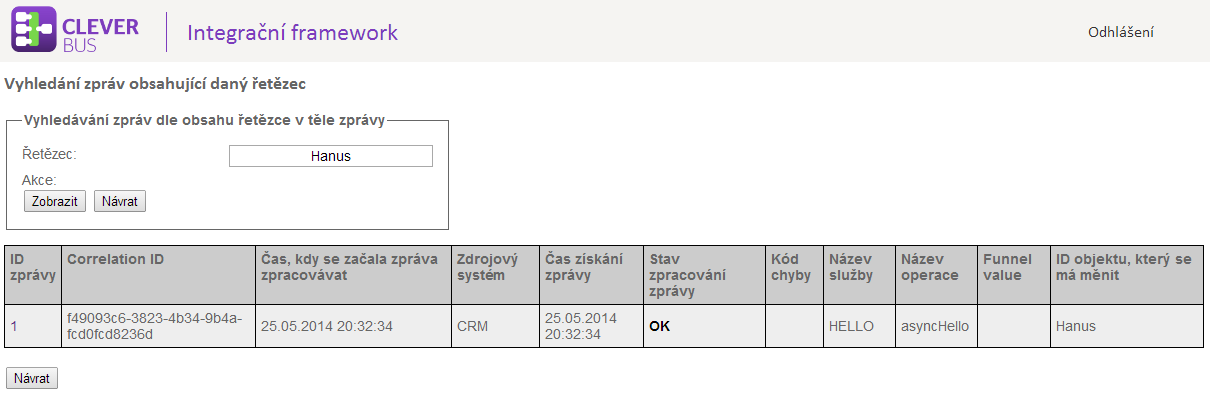 CLEVER
BUS
Integrační framework
Odhlášení
Vyhledání zpráv obsahující daný řetězec
Vyhledávání zpráv dle obsahu řetězce v těle zprávy
Řetězec: Hanus
Akce:
Zobrazit Návrat
ID zprávy Correlation ID Čas, kdy se začala zpráva zpracovávat Zdrojový systém Čas získání zprávy Stav zpracování zprávy Kód chyby Název služby Název operace Funnel value ID objektu, který se má měnit
1 f49093c6-3823-4b34-9b4a-fcd0fcd8236d 25.05.2014 20:32:34 CRM 25.05.2014 20:32:34 OK HELLO asyncHello Hanus
Návrat